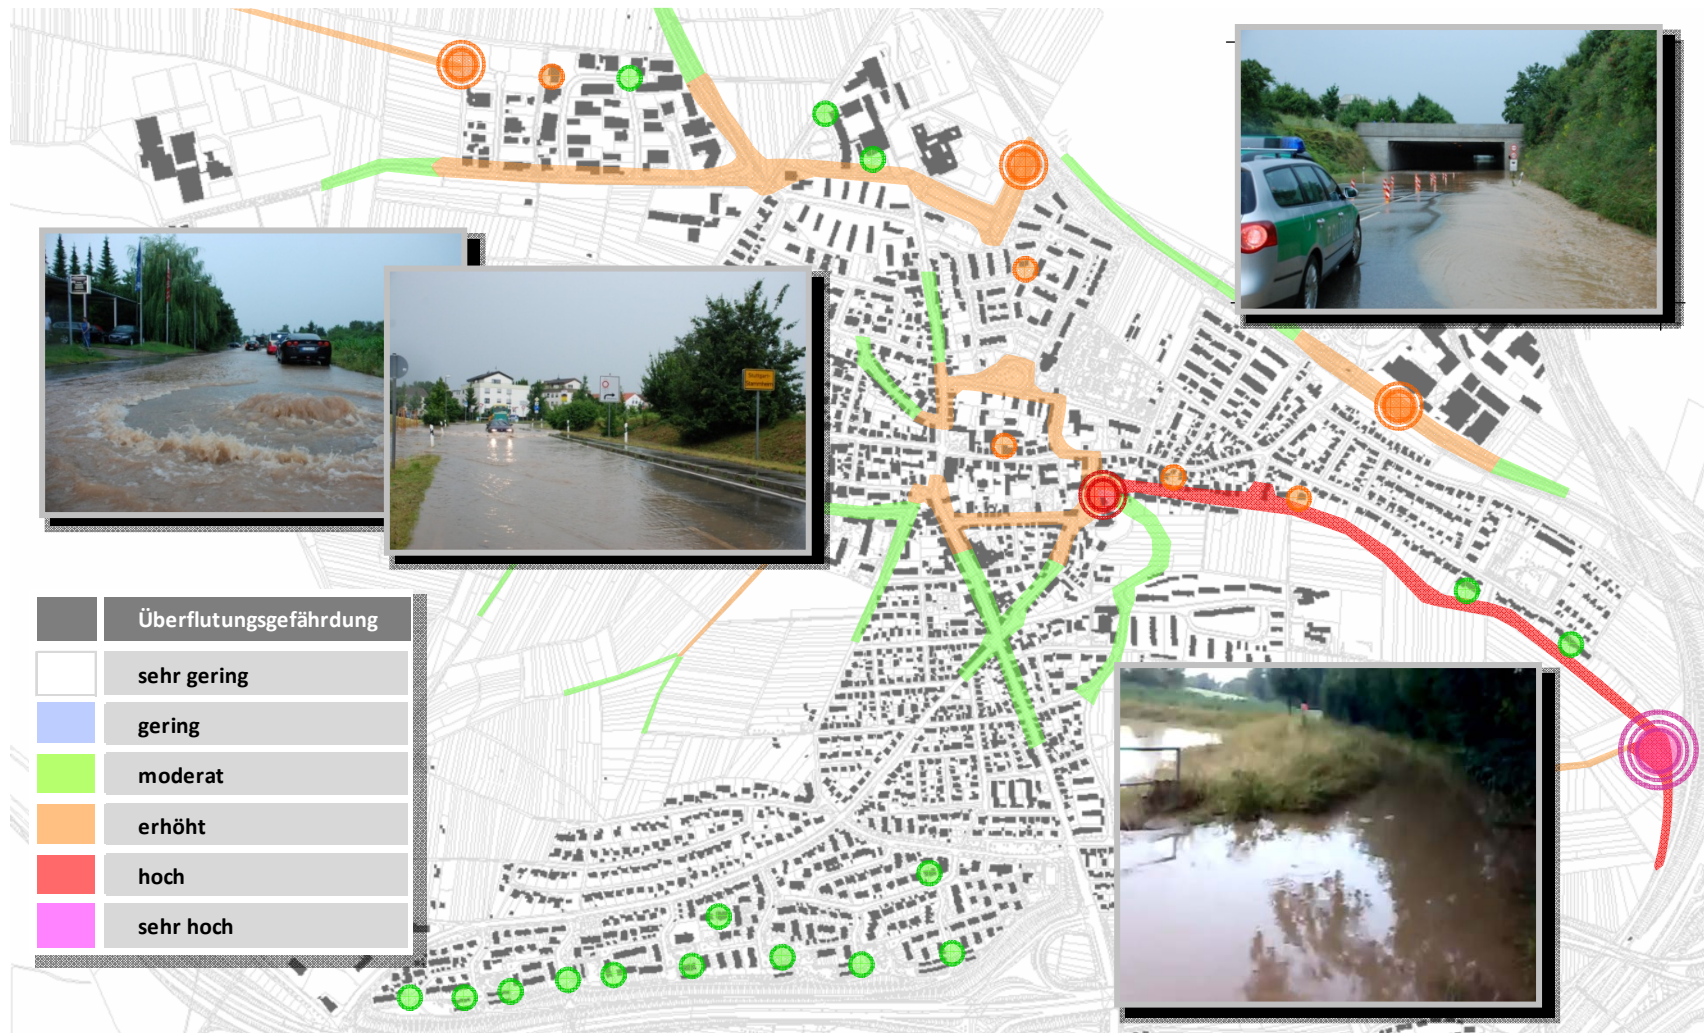 Überflutungsgefährdung
sehr gering
gering
moderat
erhöht
hoch
sehr hoch